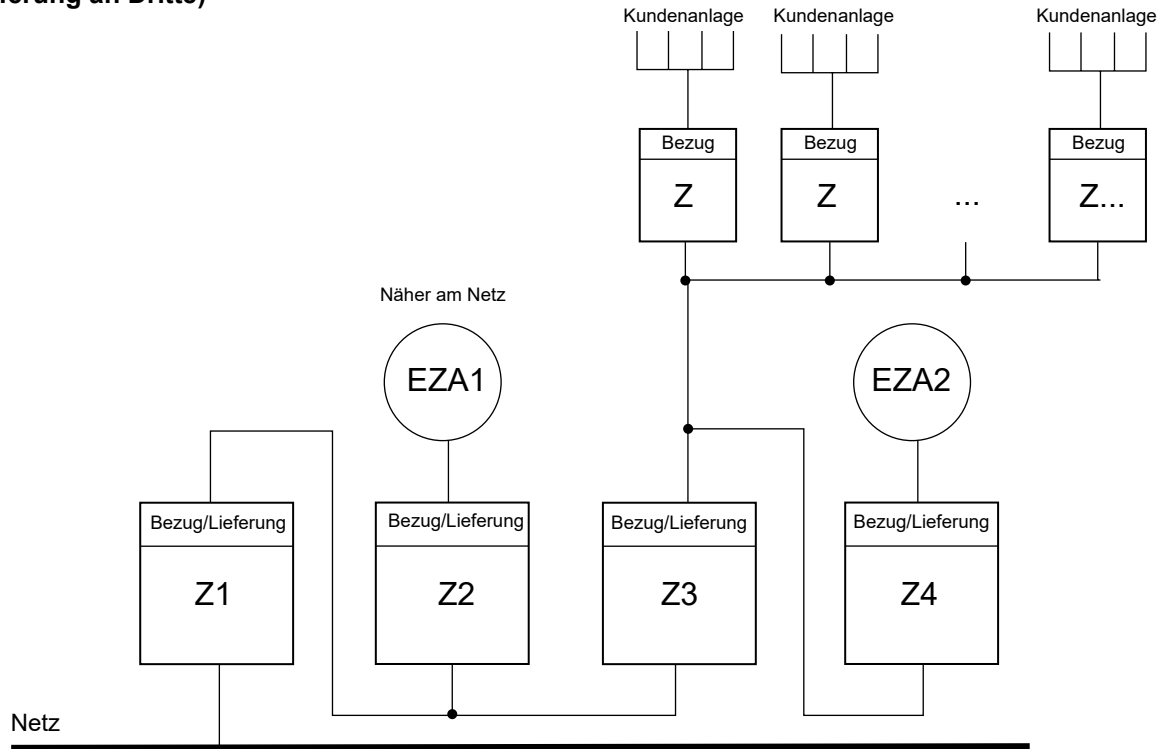 an Dritte)
Kundenanlage Kundenanlage Kundenanlage
Bezug Bezug Bezug
Z Z ... Z...
Näher am Netz
EZA1 EZA2
Bezug/Lieferung Bezug/Lieferung Bezug/Lieferung Bezug/Lieferung
Z1 Z2 Z3 Z4
Netz